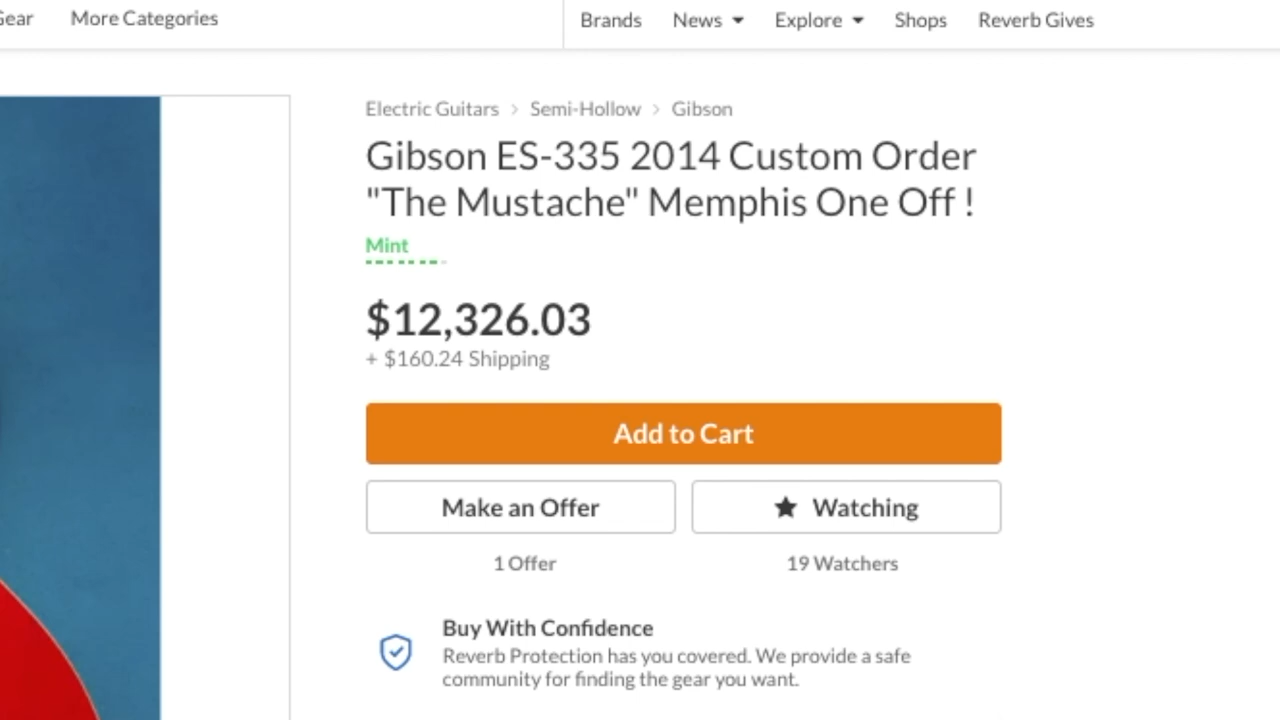 Gear More Categories Brands News Explore Shops Reverb Gives
Electric Guitars > Semi-Hollow > Gibson
Gibson ES-335 2014 Custom Order
"The Mustache" Memphis One Off !
Mint
$12,326.03
+ $160.24 Shipping
Add to Cart
Make an Offer ★ Watching
1 Offer 19 Watchers
Buy With Confidence
Reverb Protection has you covered. We provide a safe
community for finding the gear you want.